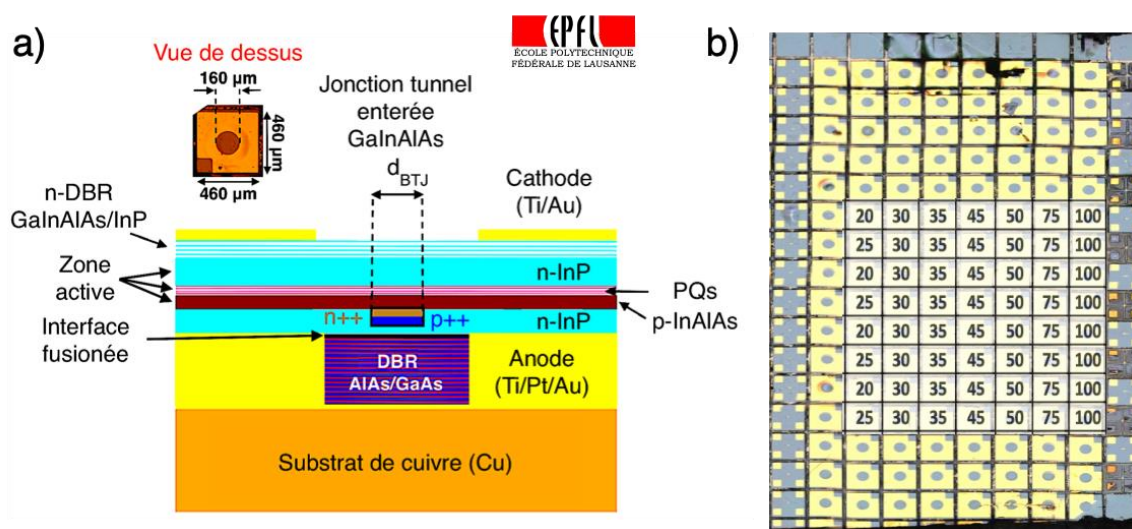 a)
Vue de dessus
160 µm
460 µm
460 µm
EPFL
ÉCOLE POLYTECHNIQUE
FÉDÉRALE DE LAUSANNE
Jonction tunnel
enterée
GaInAlAs
dBTJ
n-DBR
GaInAlAs/InP
Cathode
(Ti/Au)
Zone
active
n-InP
PQs
p-InAlAs
n++
p++
n-InP
Interface
fusionée
DBR
AlAs/GaAs
Anode
(Ti/Pt/Au)
Substrat de cuivre (Cu)
b)
20 30 35 45 50 75 100
25 30 35 45 50 75 100
20 30 35 45 50 75 100
25 30 35 45 50 75 100
20 30 35 45 50 75 100
25 30 35 45 50 75 100
20 30 35 45 50 75 100
25 30 35 45 50 75 100